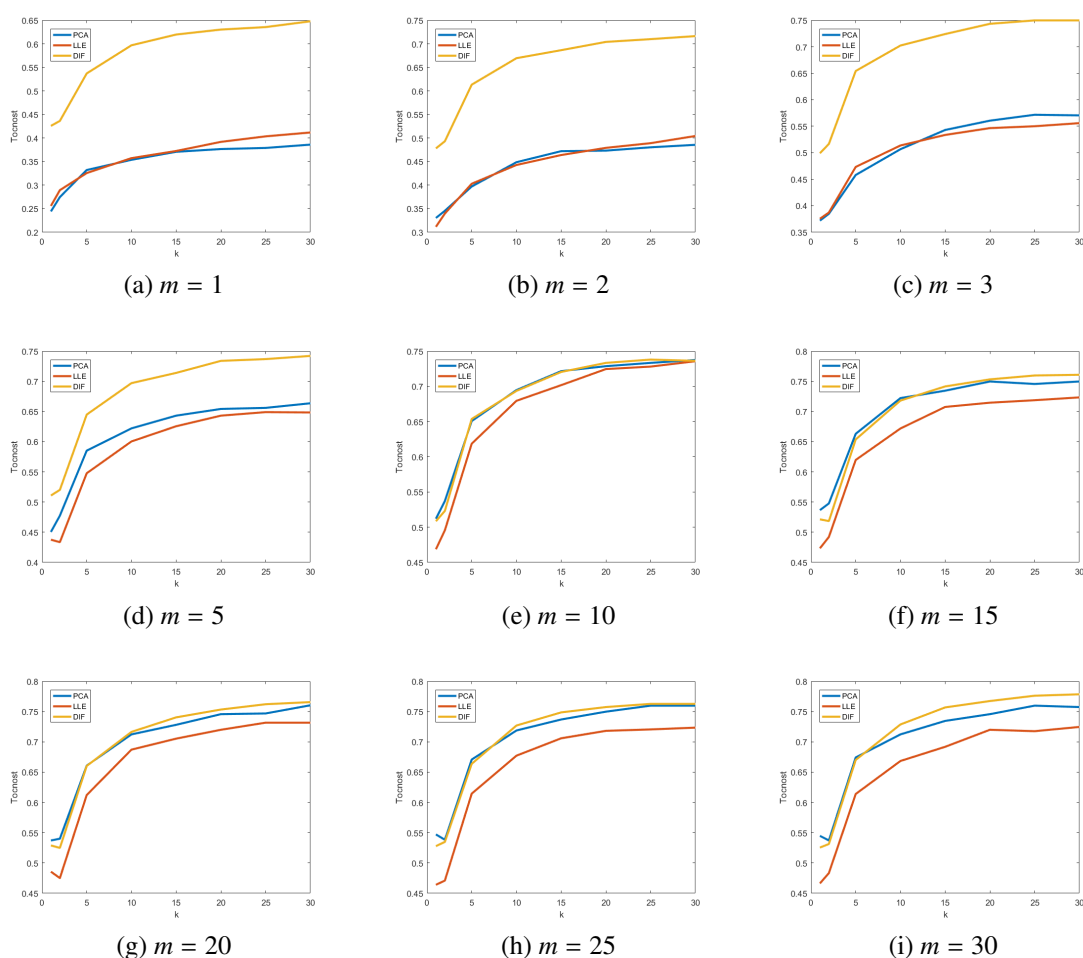 0.65
0.6
0.55
0.5
0.45
0.4
0.35
0.3
0.25
0.2
Tocnost
PCA
LLE
DIF
0 5 10 15 20 25 30
k
(a) m = 1
0.75
0.7
0.65
0.6
0.55
0.5
0.45
0.4
0.35
0.3
Tocnost
PCA
LLE
DIF
0 5 10 15 20 25 30
k
(b) m = 2
0.75
0.7
0.65
0.6
0.55
0.5
0.45
0.4
0.35
Tocnost
PCA
LLE
DIF
0 5 10 15 20 25 30
k
(c) m = 3
0.75
0.7
0.65
0.6
0.55
0.5
0.45
0.4
Tocnost
PCA
LLE
DIF
0 5 10 15 20 25 30
k
(d) m = 5
0.75
0.7
0.65
0.6
0.55
0.5
0.45
Tocnost
PCA
LLE
DIF
0 5 10 15 20 25 30
k
(e) m = 10
0.8
0.75
0.7
0.65
0.6
0.55
0.5
0.45
Tocnost
PCA
LLE
DIF
0 5 10 15 20 25 30
k
(f) m = 15
0.8
0.75
0.7
0.65
0.6
0.55
0.5
0.45
Tocnost
PCA
LLE
DIF
0 5 10 15 20 25 30
k
(g) m = 20
0.8
0.75
0.7
0.65
0.6
0.55
0.5
0.45
Tocnost
PCA
LLE
DIF
0 5 10 15 20 25 30
k
(h) m = 25
0.8
0.75
0.7
0.65
0.6
0.55
0.5
0.45
Tocnost
PCA
LLE
DIF
0 5 10 15 20 25 30
k
(i) m = 30